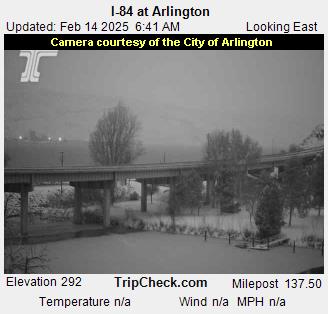 I-84 at Arlington
Updated: Feb 14 2025 6:41 AM Looking East
Camera courtesy of the City of Arlington
Elevation 292 TripCheck.com Milepost 137.50
Temperature n/a Wind n/a MPH n/a